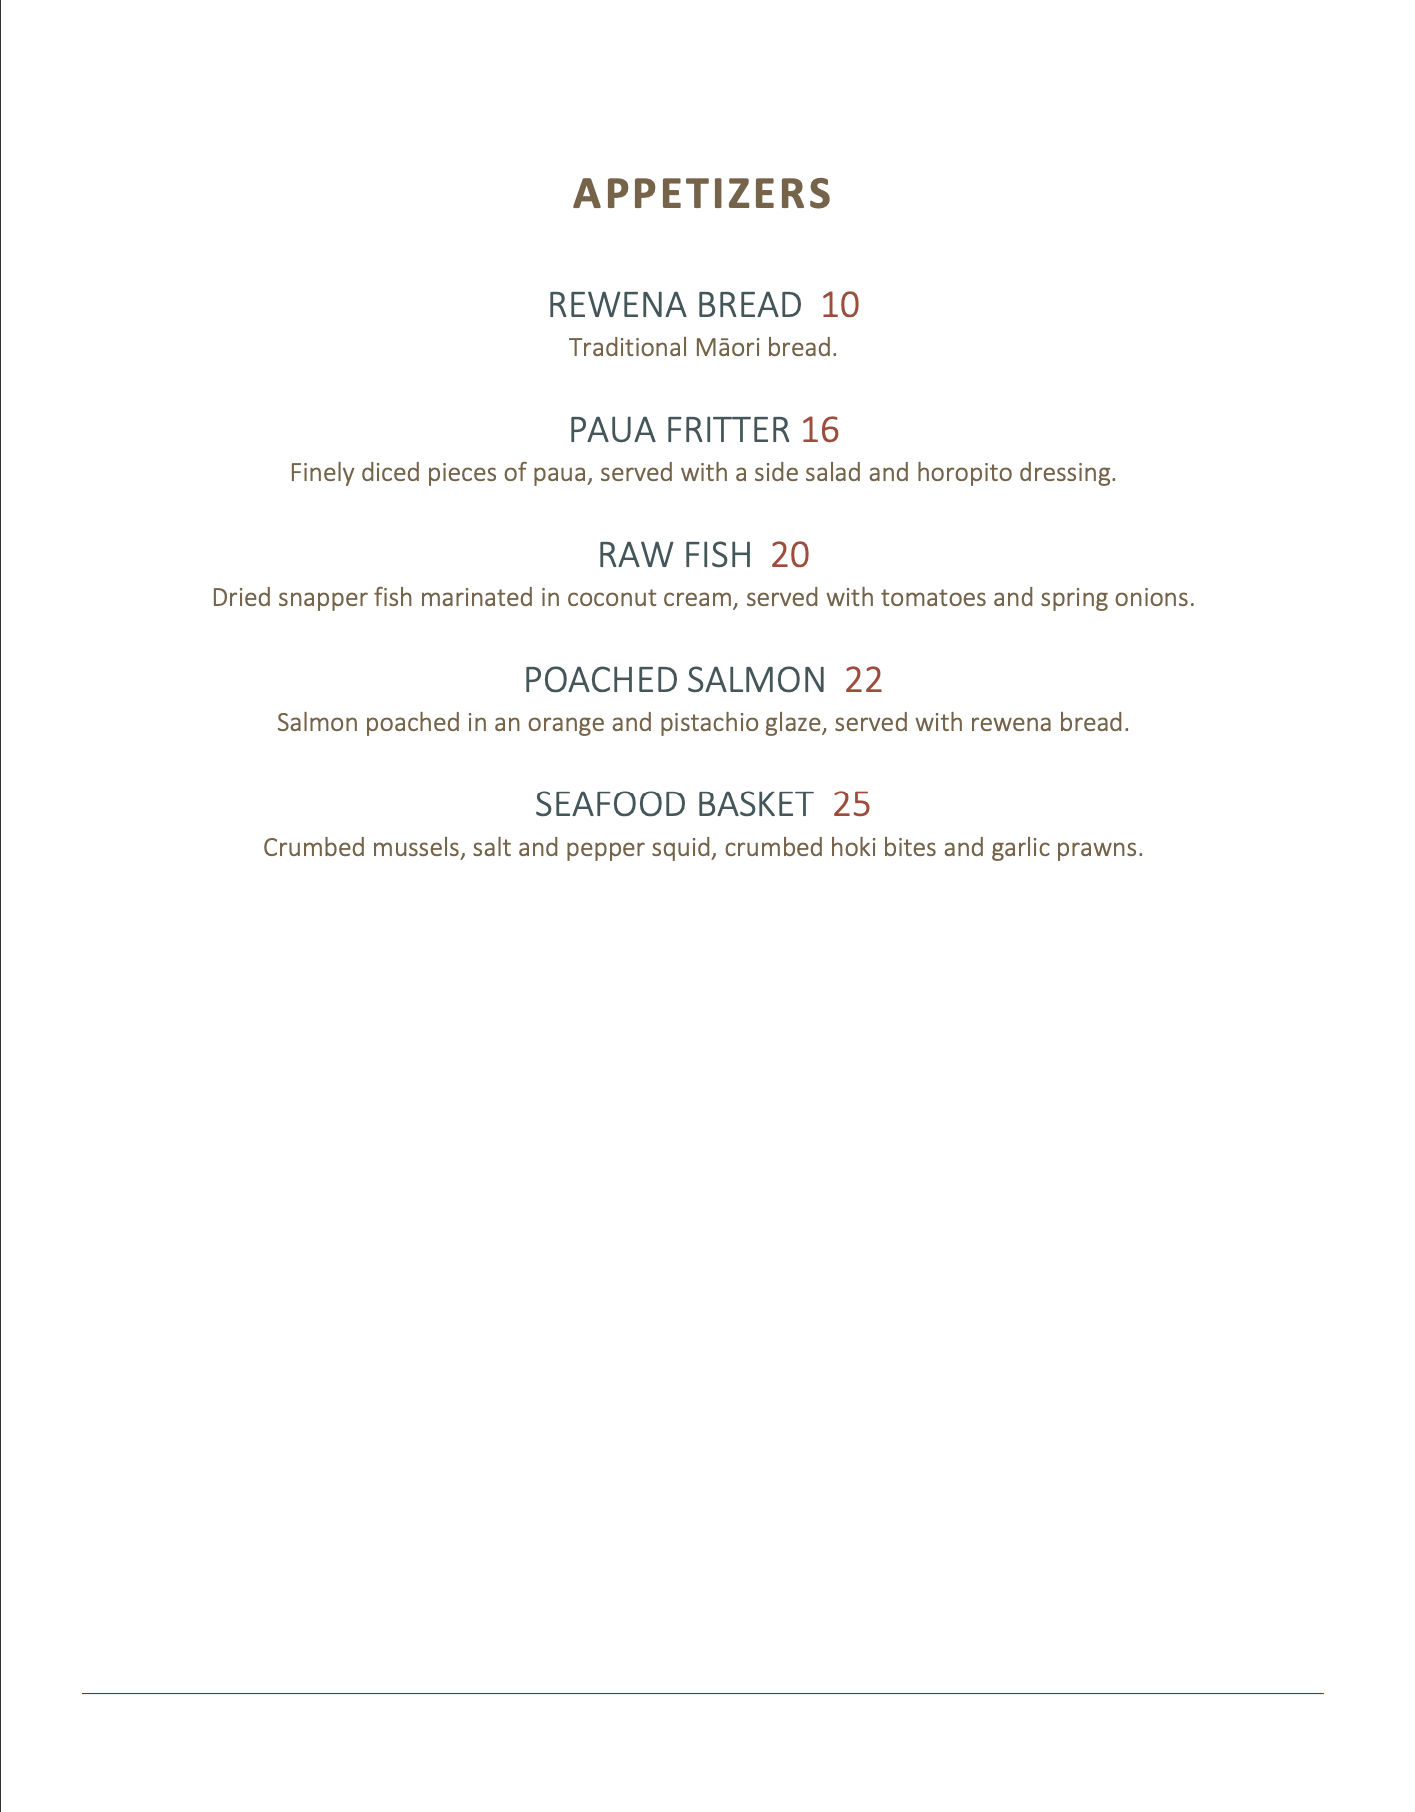 APPETIZERS
REWENA BREAD 10
Traditional Māori bread.
PAUA FRITTER 16
Finely diced pieces of paua, served with a side salad and horopito dressing.
RAW FISH 20
Dried snapper fish marinated in coconut cream, served with tomatoes and spring onions.
POACHED SALMON 22
Salmon poached in an orange and pistachio glaze, served with rewena bread.
SEAFOOD BASKET 25
Crumbed mussels, salt and pepper squid, crumbed hoki bites and garlic prawns.